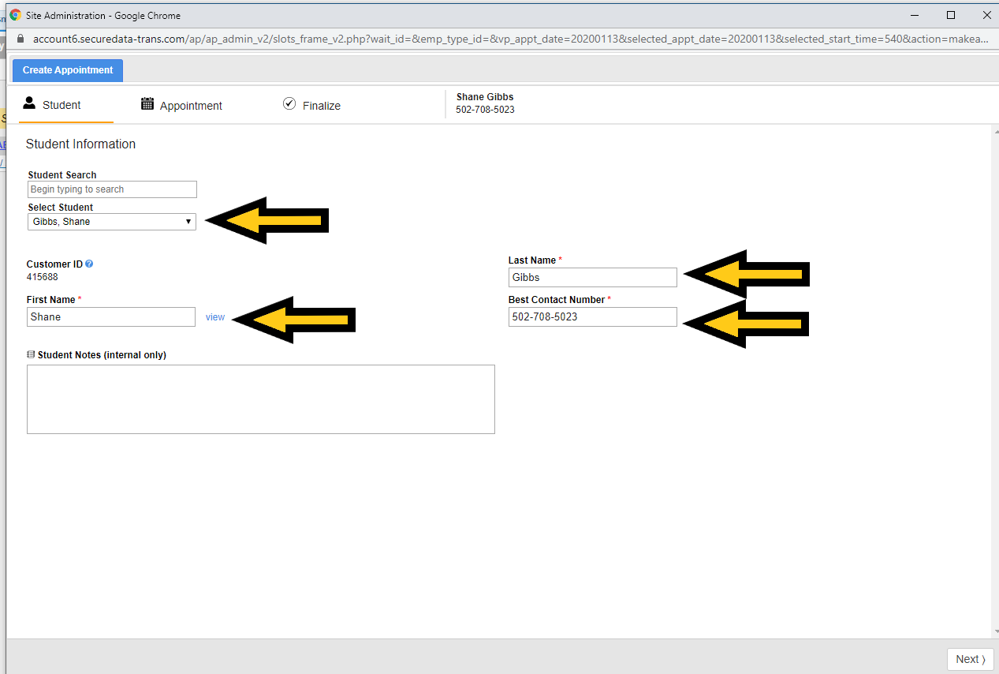 Site Administration - Google Chrome
account6.securedata-trans.com/ap/ap_admin_v2/slots_frame_v2.php?wait_id=&emp_type_id=&vp_appt_date=20200113&selected_appt_date=20200113&selected_start_time=540&action=makea...
Create Appointment
Student
Appointment
Finalize
Shane Gibbs
502-708-5023
Student Information
Student Search
Begin typing to search
Select Student
Gibbs, Shane
Customer ID
415688
Last Name *
Gibbs
First Name *
Shane
view
Best Contact Number *
502-708-5023
Student Notes (internal only)
Next ⟩